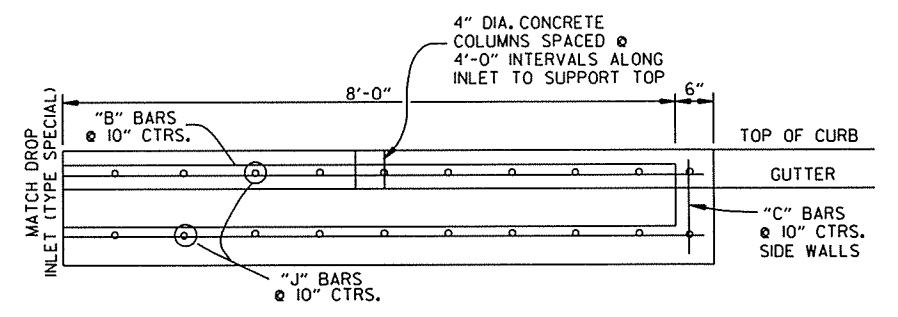 4" DIA. CONCRETE
COLUMNS SPACED @
4'-0" INTERVALS ALONG
INLET TO SUPPORT TOP
8'-0"
6"
"B" BARS
@ 10" CTRS.
MATCH DROP
INLET (TYPE SPECIAL)
TOP OF CURB
GUTTER
"C" BARS
@ 10" CTRS.
SIDE WALLS
"J" BARS
@ 10" CTRS.